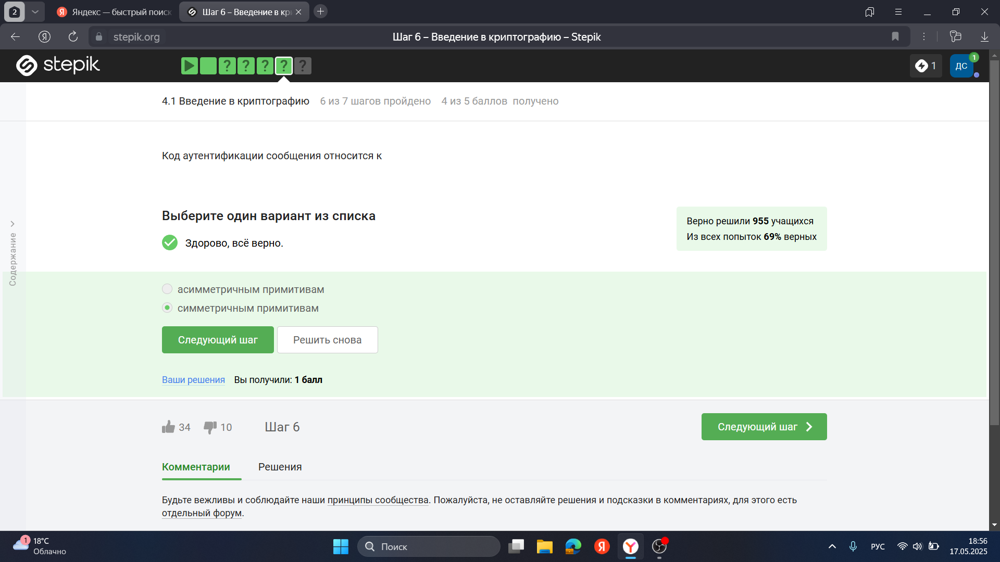 2
Яндекс — быстрый поиск
Шаг 6 – Введение в кр
stepik.org
Шаг 6 – Введение в криптографию – Stepik
stepik
? ? ? ? ?
1
ДС
1
4.1 Введение в криптографию 6 из 7 шагов пройдено 4 из 5 баллов получено
Содержание
Код аутентификации сообщения относится к
Выберите один вариант из списка
Здорово, всё верно.
Верно решили 955 учащихся
Из всех попыток 69% верных
асимметричным примитивам
симметричным примитивам
Следующий шаг
Решить снова
Ваши решения Вы получили: 1 балл
34 10 Шаг 6
Следующий шаг
Комментарии Решения
Будьте вежливы и соблюдайте наши принципы сообщества. Пожалуйста, не оставляйте решения и подсказки в комментариях, для этого есть
отдельный форум.
1
18°C
Облачно
Поиск
РУС
18:56
17.05.2025